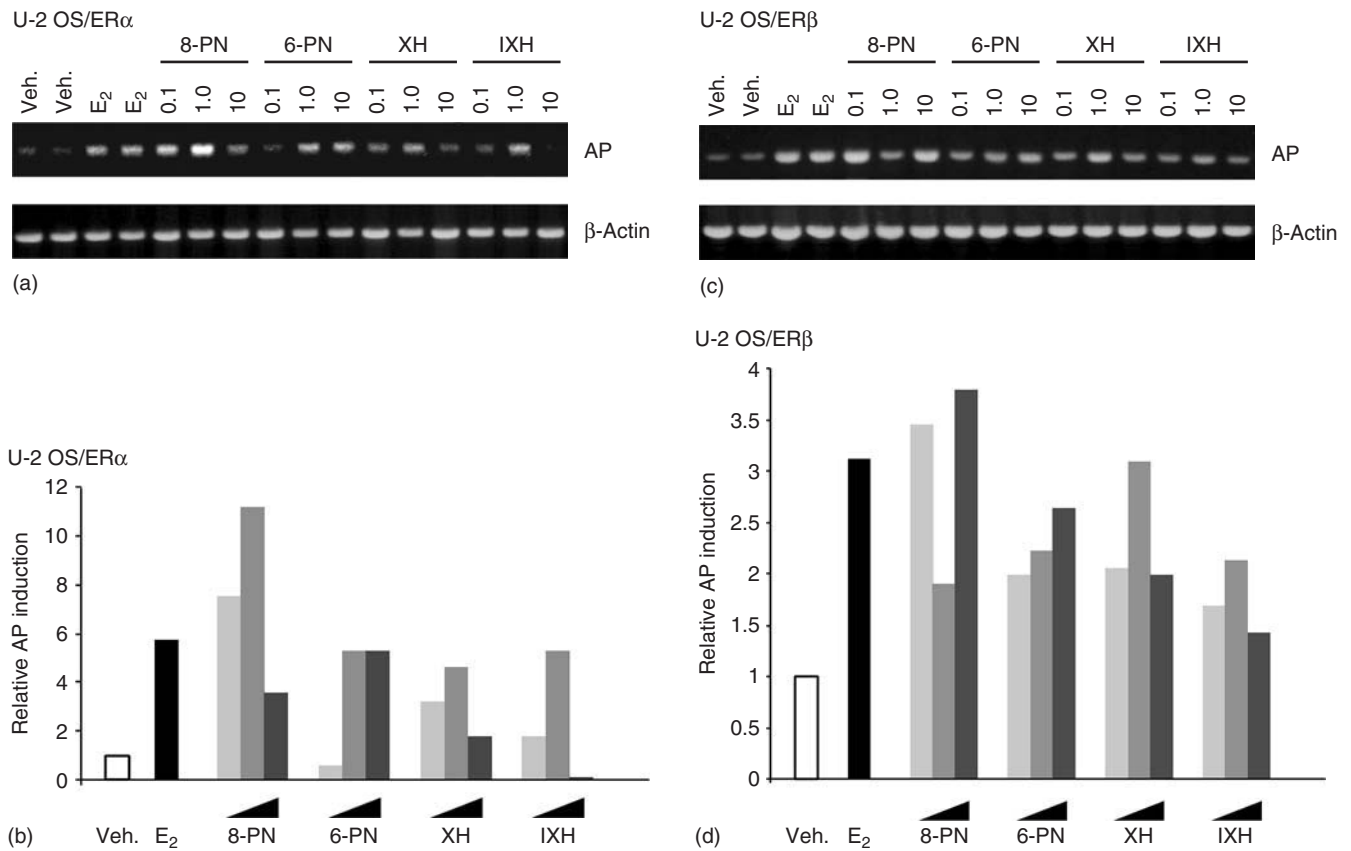 U-2 OS/ERα
8-PN 6-PN XH IXH
Veh. Veh. E2 E2 0.1 1.0 10 0.1 1.0 10 0.1 1.0 10 0.1 1.0 10
AP
β-Actin
(a)
U-2 OS/ERβ
8-PN 6-PN XH IXH
Veh. Veh. E2 E2 0.1 1.0 10 0.1 1.0 10 0.1 1.0 10 0.1 1.0 10
AP
β-Actin
(c)
U-2 OS/ERα
Relative AP induction
12
10
8
6
4
2
0
(b) Veh. E2 8-PN 6-PN XH IXH
U-2 OS/ERβ
Relative AP induction
4
3.5
3
2.5
2
1.5
1
0.5
0
(d) Veh. E2 8-PN 6-PN XH IXH